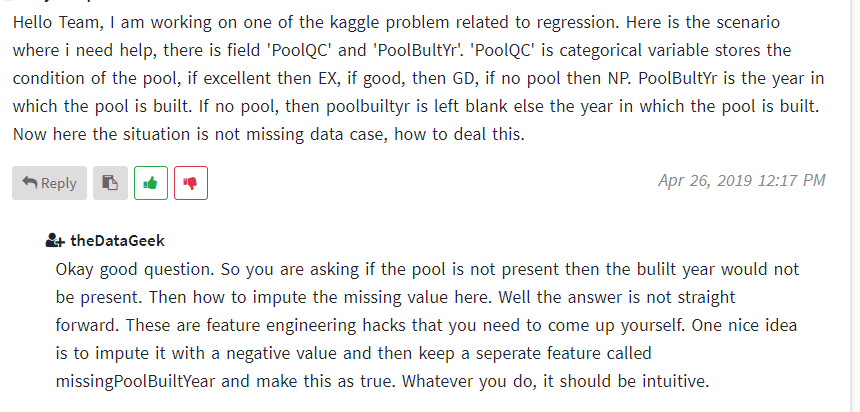 Hello Team, I am working on one of the kaggle problem related to regression. Here is the scenario
where i need help, there is field 'PoolQC' and 'PoolBultYr'. 'PoolQC' is categorical variable stores the
condition of the pool, if excellent then EX, if good, then GD, if no pool then NP. PoolBultYr is the year in
which the pool is built. If no pool, then poolbuiltyr is left blank else the year in which the pool is built.
Now here the situation is not missing data case, how to deal this.
Reply
Apr 26, 2019 12:17 PM
theDataGeek
Okay good question. So you are asking if the pool is not present then the bulilt year would not
be present. Then how to impute the missing value here. Well the answer is not straight
forward. These are feature engineering hacks that you need to come up yourself. One nice idea
is to impute it with a negative value and then keep a seperate feature called
missingPoolBuiltYear and make this as true. Whatever you do, it should be intuitive.